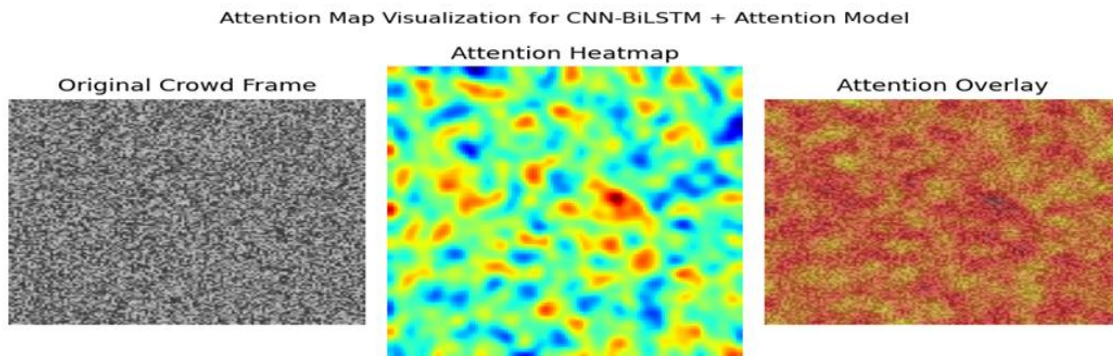 Attention Map Visualization for CNN-BiLSTM + Attention Model
Original Crowd Frame
Attention Heatmap
Attention Overlay